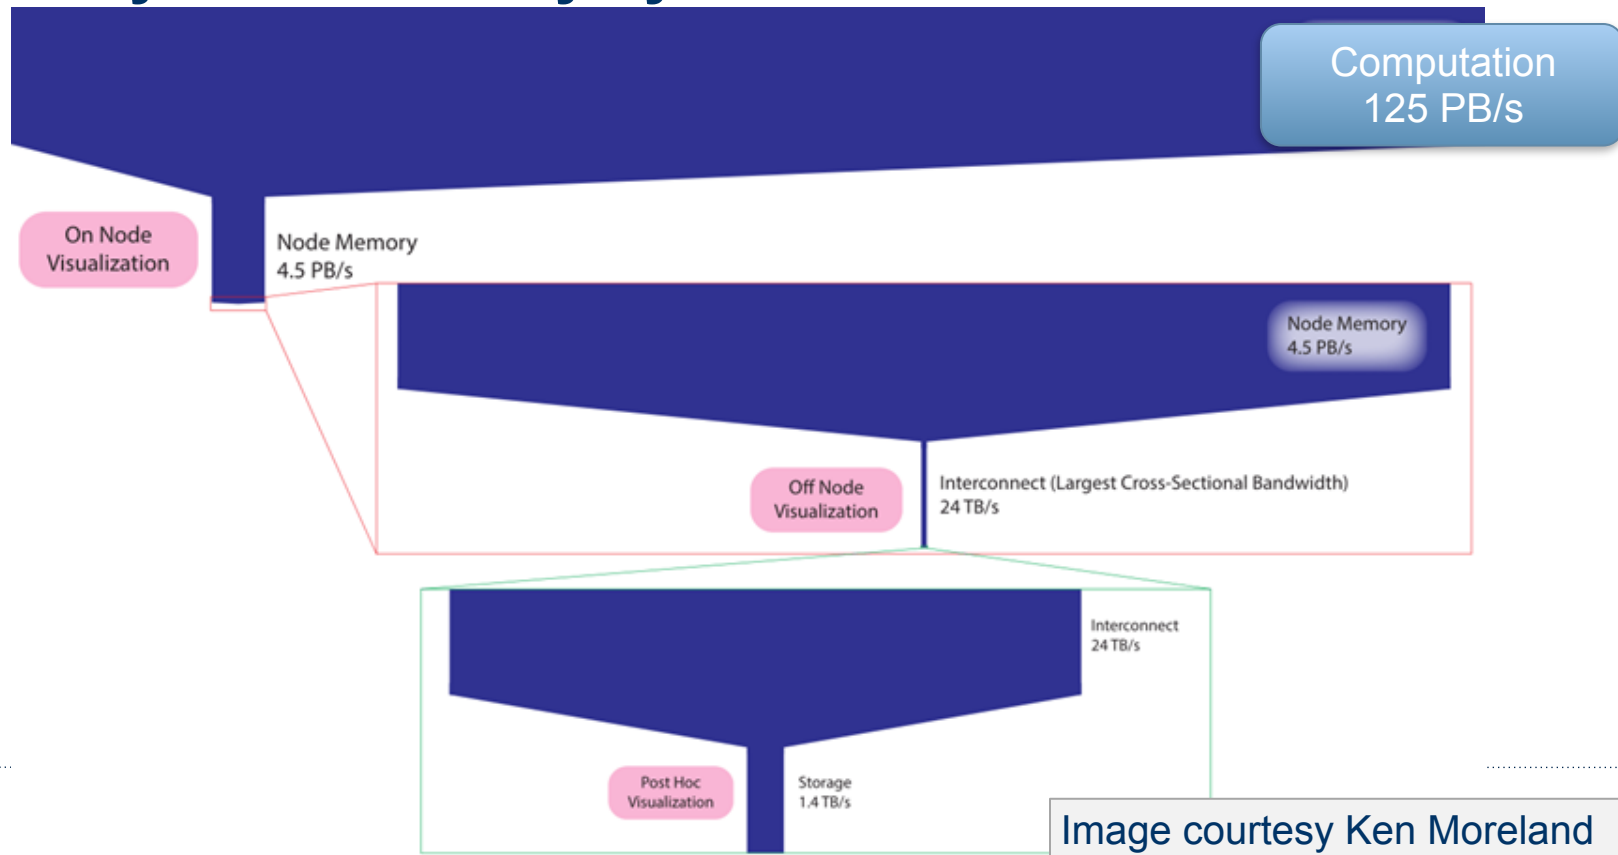 Computation
125 PB/s
On Node
Visualization
Node Memory
4.5 PB/s
Node Memory
4.5 PB/s
Off Node
Visualization
Interconnect (Largest Cross-Sectional Bandwidth)
24 TB/s
Interconnect
24 TB/s
Post Hoc
Visualization
Storage
1.4 TB/s
Image courtesy Ken Moreland